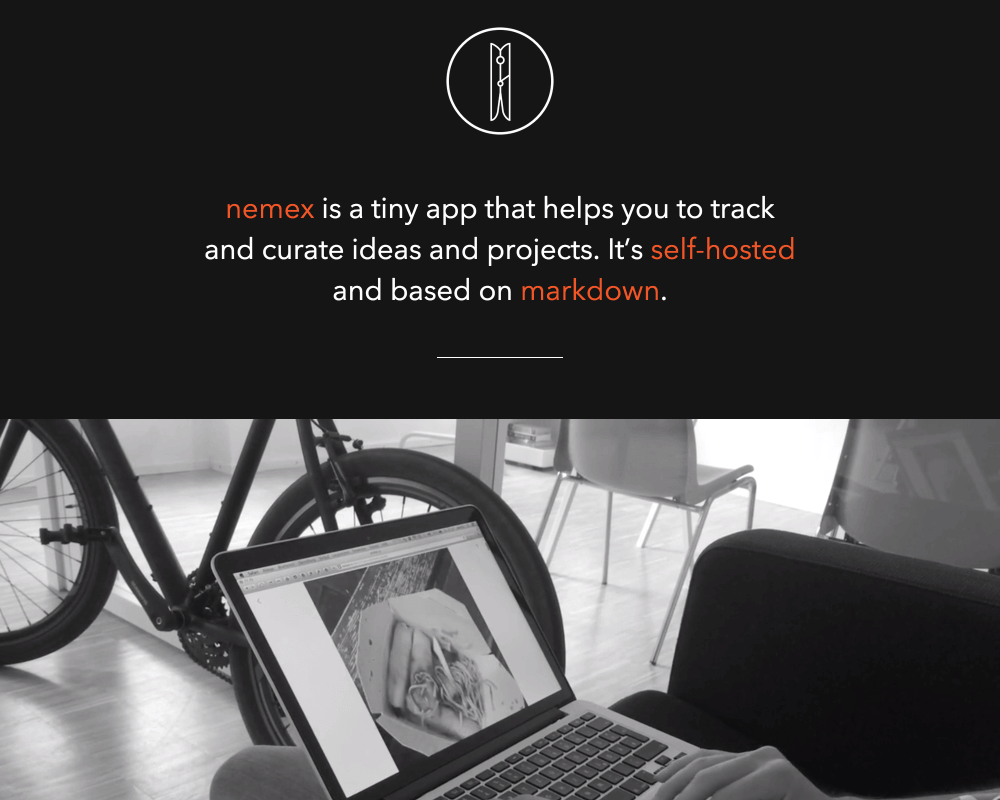 nemex is a tiny app that helps you to track
and curate ideas and projects. It’s self-hosted
and based on markdown.